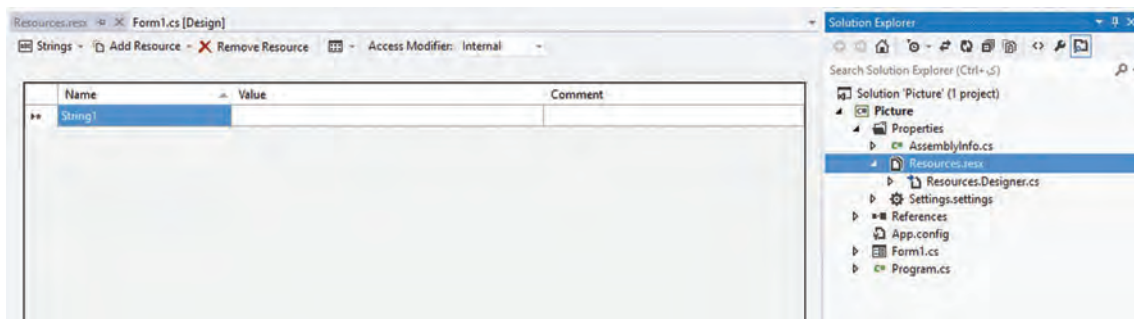 Resources.resx Form1.cs [Design]
Strings Add Resource Remove Resource Access Modifier: Internal
Name Value Comment
String1
Solution Explorer
Search Solution Explorer (Ctrl+ك)
Solution 'Picture' (1 project)
C# Picture
Properties
C# AssemblyInfo.cs
Resources.resx
Resources.Designer.cs
Settings.settings
References
App.config
Form1.cs
C# Program.cs